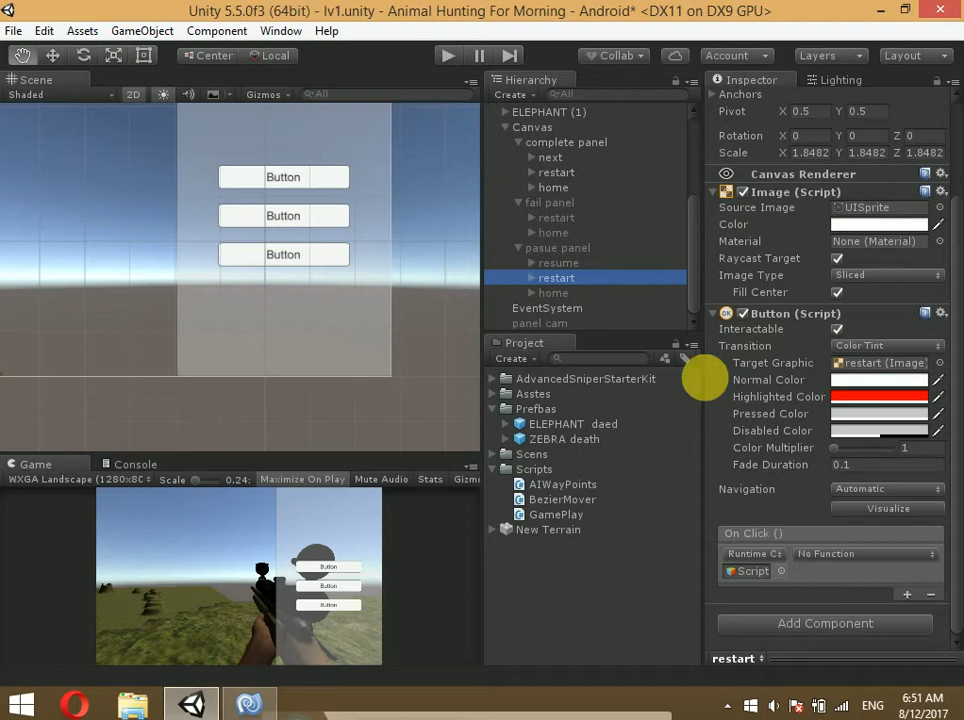 Unity 5.5.0f3 (64bit) - lv1.unity - Animal Hunting For Morning - Android* <DX11 on DX9 GPU>
File Edit Assets GameObject Component Window Help
Center Local Collab Account Layers Layout
Scene
Shaded 2D Gizmos All
Button
Button
Button
Game Console
WXGA Landscape (1280x80 Scale 0.24: Maximize On Play Mute Audio Stats Gizm
Button
Button
Button
Hierarchy
Create All
ELEPHANT (1)
Canvas
complete panel
next
restart
home
fail panel
restart
home
pasue panel
resume
restart
home
EventSystem
panel cam
Project
Create
AdvancedSniperStarterKit
Asstes
Prefbas
ELEPHANT daed
ZEBRA death
Scens
Scripts
AIWayPoints
BezierMover
GamePlay
New Terrain
Inspector Lighting
Anchors
Pivot X 0.5 Y 0.5
Rotation X 0 Y 0 Z 0
Scale X 1.8482 Y 1.8482 Z 1.8482
Canvas Renderer
Image (Script)
Source Image UISprite
Color
Material None (Material)
Raycast Target
Image Type Sliced
Fill Center
OK Button (Script)
Interactable
Transition Color Tint
Target Graphic restart (Image)
Normal Color
Highlighted Color
Pressed Color
Disabled Color
Color Multiplier 1
Fade Duration 0.1
Navigation Automatic
Visualize
On Click ()
Runtime C No Function
Script
Add Component
restart
ENG
6:51 AM
8/12/2017